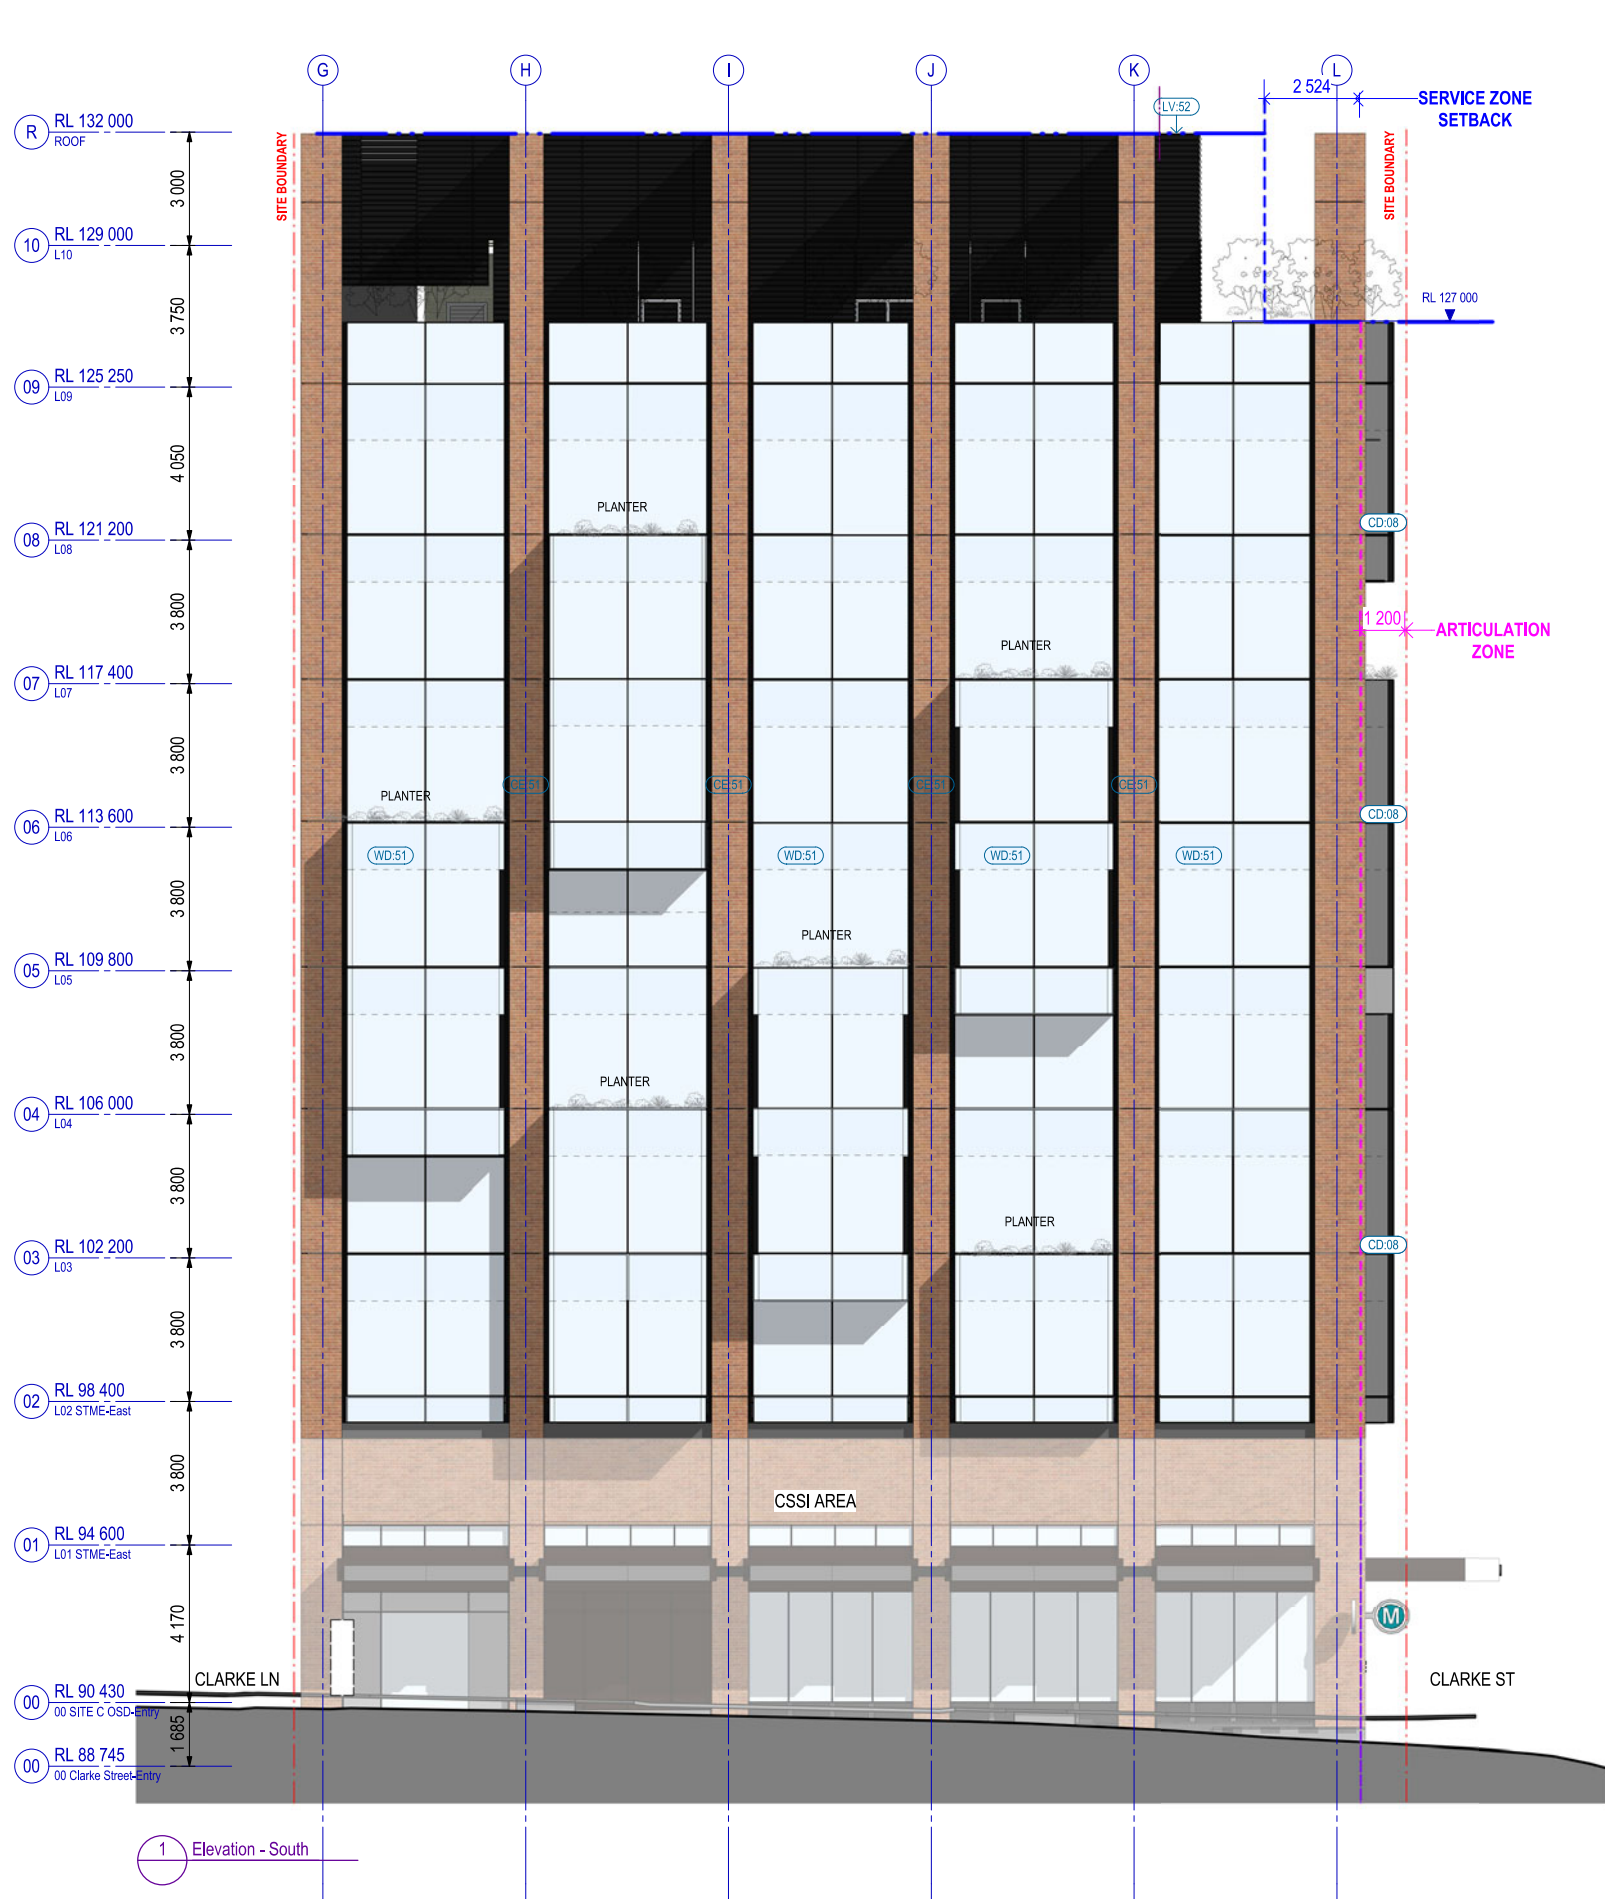 G
H
I
J
K
L
2 524
LV:52
SERVICE ZONE
SETBACK
R
RL 132 000
ROOF
SITE BOUNDARY
SITE BOUNDARY
3 000
10
RL 129 000
L10
3 750
RL 127 000
09
RL 125 250
L09
4 050
PLANTER
08
RL 121 200
L08
CD:08
3 800
1 200
ARTICULATION
ZONE
PLANTER
07
RL 117 400
L07
3 800
CE:51
CE:51
CE:51
CE:51
PLANTER
06
RL 113 600
L06
CD:08
WD:51
WD:51
WD:51
WD:51
3 800
PLANTER
05
RL 109 800
L05
3 800
PLANTER
04
RL 106 000
L04
3 800
PLANTER
03
RL 102 200
L03
CD:08
3 800
02
RL 98 400
L02 STME-East
3 800
CSSI AREA
01
RL 94 600
L01 STME-East
4 170
M
CLARKE LN
CLARKE ST
00
RL 90 430
00 SITE C OSD-Entry
1 685
00
RL 88 745
00 Clarke Street-Entry
1
Elevation - South